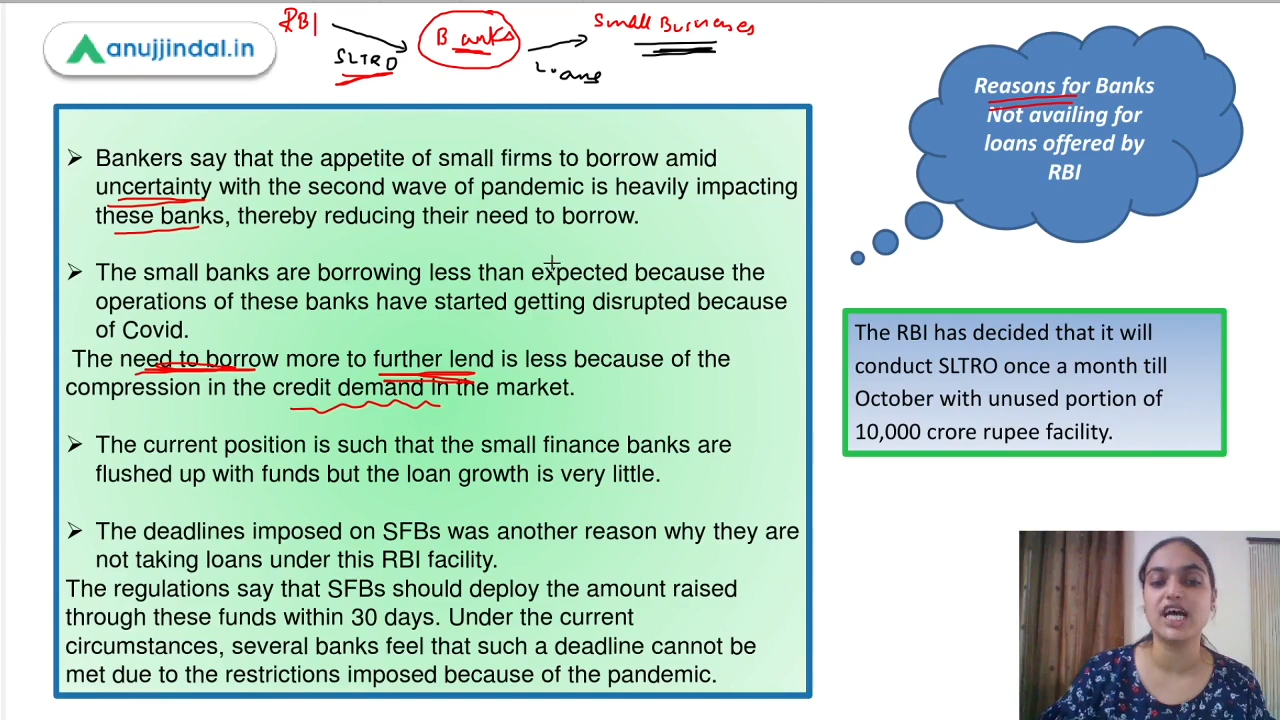 RBI
SLTRO
Banks
Loans
Small Businesses
anujjindal.in
Reasons for Banks
Not availing for
loans offered by
RBI
➢ Bankers say that the appetite of small firms to borrow amid
uncertainty with the second wave of pandemic is heavily impacting
these banks, thereby reducing their need to borrow.
➢ The small banks are borrowing less than expected because the
operations of these banks have started getting disrupted because
of Covid.
The need to borrow more to further lend is less because of the
compression in the credit demand in the market.
➢ The current position is such that the small finance banks are
flushed up with funds but the loan growth is very little.
➢ The deadlines imposed on SFBs was another reason why they are
not taking loans under this RBI facility.
The regulations say that SFBs should deploy the amount raised
through these funds within 30 days. Under the current
circumstances, several banks feel that such a deadline cannot be
met due to the restrictions imposed because of the pandemic.
The RBI has decided that it will
conduct SLTRO once a month till
October with unused portion of
10,000 crore rupee facility.